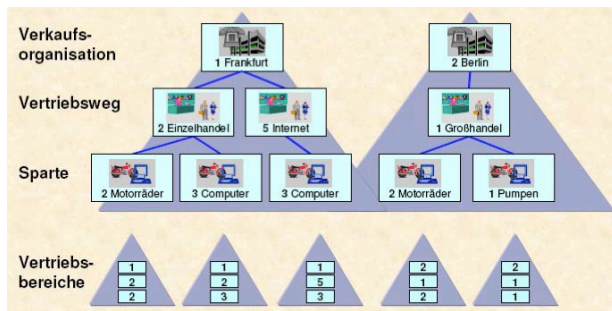 Verkaufs-
organisation
1 Frankfurt
2 Berlin
Vertriebsweg
2 Einzelhandel
5 Internet
1 Großhandel
Sparte
2 Motorräder
3 Computer
3 Computer
2 Motorräder
1 Pumpen
Vertriebs-
bereiche
1
2
2
1
2
3
1
5
3
2
1
2
2
1
1